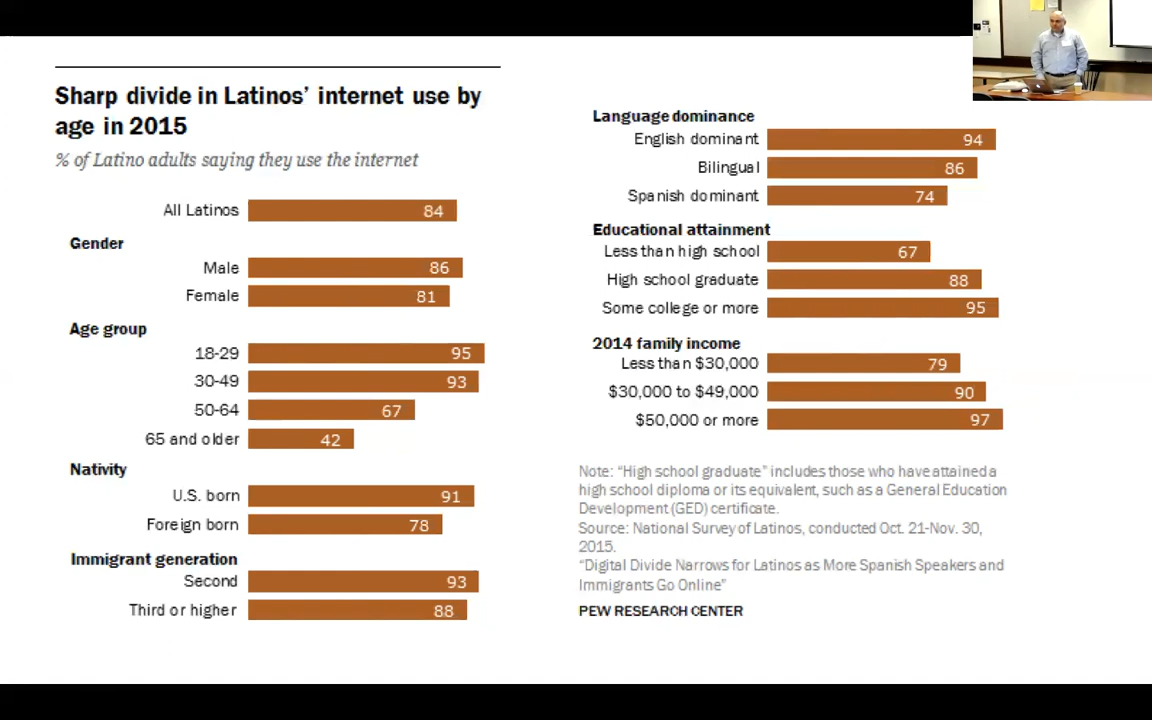 Sharp divide in Latinos' internet use by
age in 2015
% of Latino adults saying they use the internet
All Latinos 84
Gender
Male 86
Female 81
Age group
18-29 95
30-49 93
50-64 67
65 and older 42
Nativity
U.S. born 91
Foreign born 78
Immigrant generation
Second 93
Third or higher 88
Language dominance
English dominant 94
Bilingual 86
Spanish dominant 74
Educational attainment
Less than high school 67
High school graduate 88
Some college or more 95
2014 family income
Less than $30,000 79
$30,000 to $49,000 90
$50,000 or more 97
Note: “High school graduate” includes those who have attained a
high school diploma or its equivalent, such as a General Education
Development (GED) certificate.
Source: National Survey of Latinos, conducted Oct. 21-Nov. 30,
2015.
“Digital Divide Narrows for Latinos as More Spanish Speakers and
Immigrants Go Online”
PEW RESEARCH CENTER